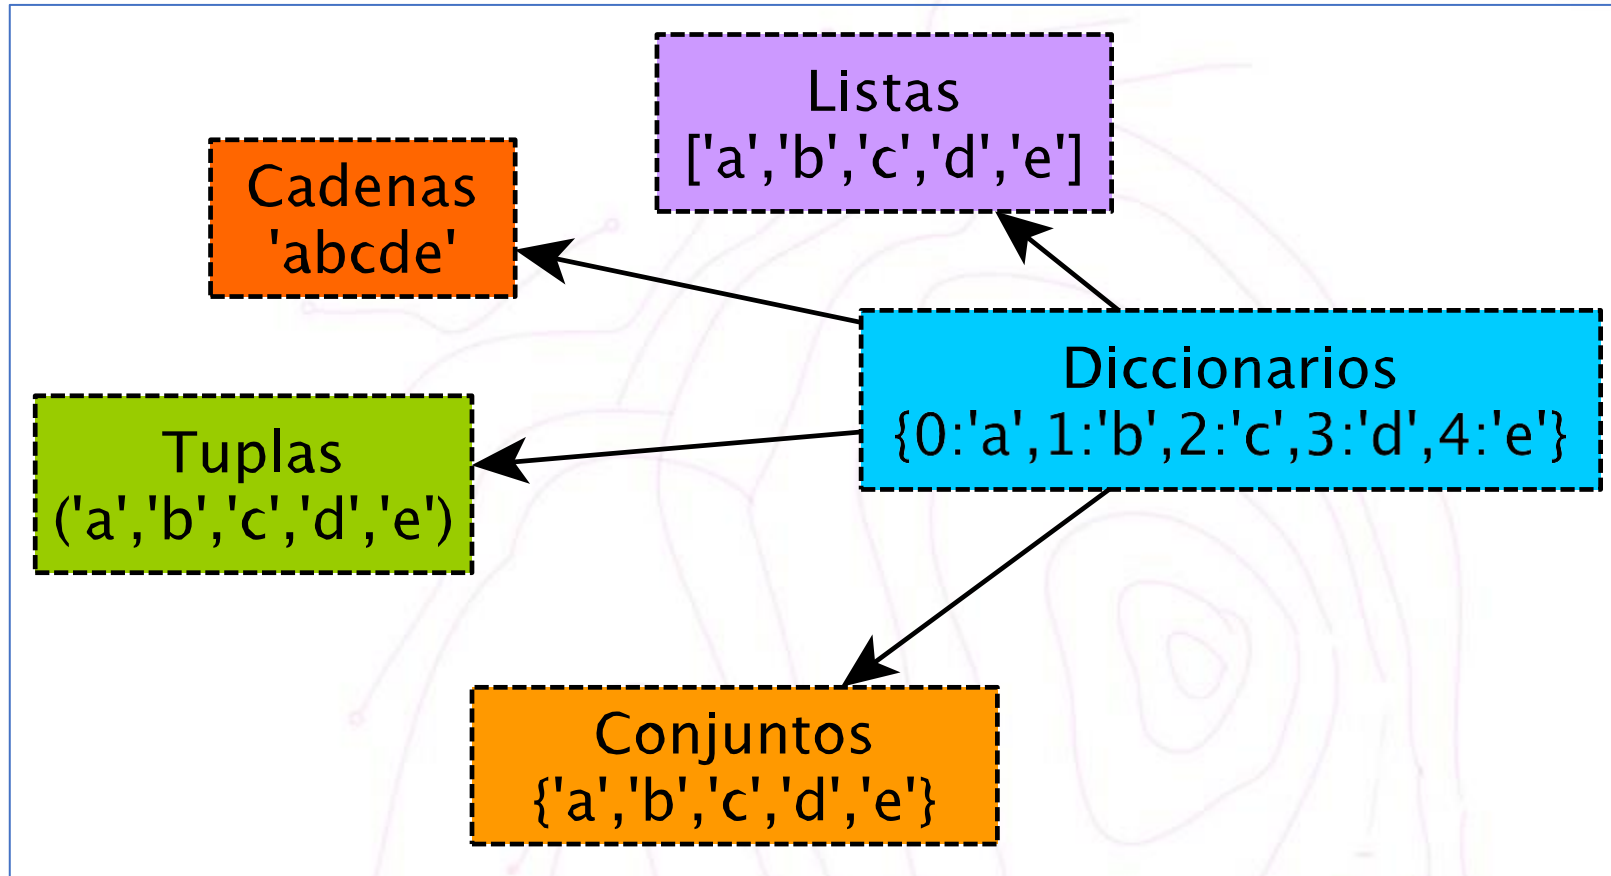 Listas
['a','b','c','d','e']
Cadenas
'abcde'
Diccionarios
{0:'a',1:'b',2:'c',3:'d',4:'e'}
Tuplas
('a','b','c','d','e')
Conjuntos
{'a','b','c','d','e'}